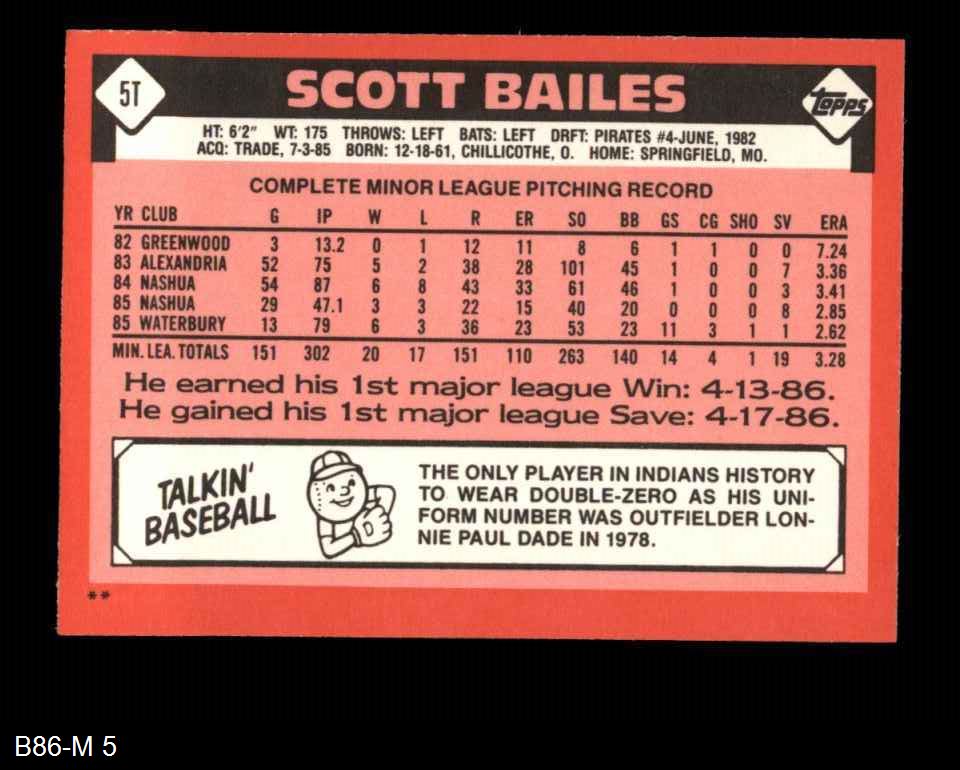 5T
SCOTT BAILES
Topps
HT: 6'2" WT: 175 THROWS: LEFT BATS: LEFT DRFT: PIRATES #4-JUNE, 1982
ACQ: TRADE, 7-3-85 BORN: 12-18-61, CHILLICOTHE, O. HOME: SPRINGFIELD, MO.
COMPLETE MINOR LEAGUE PITCHING RECORD
YR CLUB G IP W L R ER SO BB GS CG SHO SV ERA
82 GREENWOOD 3 13.2 0 1 12 11 8 6 1 1 0 0 7.24
83 ALEXANDRIA 52 75 5 2 38 28 101 45 1 0 0 7 3.36
84 NASHUA 54 87 6 8 43 33 61 46 1 0 0 3 3.41
85 NASHUA 29 47.1 3 3 22 15 40 20 0 0 0 8 2.85
85 WATERBURY 13 79 6 3 36 23 53 23 11 3 1 1 2.62
MIN. LEA. TOTALS 151 302 20 17 151 110 263 140 14 4 1 19 3.28
He earned his 1st major league Win: 4-13-86.
He gained his 1st major league Save: 4-17-86.
TALKIN'
BASEBALL
THE ONLY PLAYER IN INDIANS HISTORY
TO WEAR DOUBLE-ZERO AS HIS UNI-
FORM NUMBER WAS OUTFIELDER LON-
NIE PAUL DADE IN 1978.
**
B86-M 5